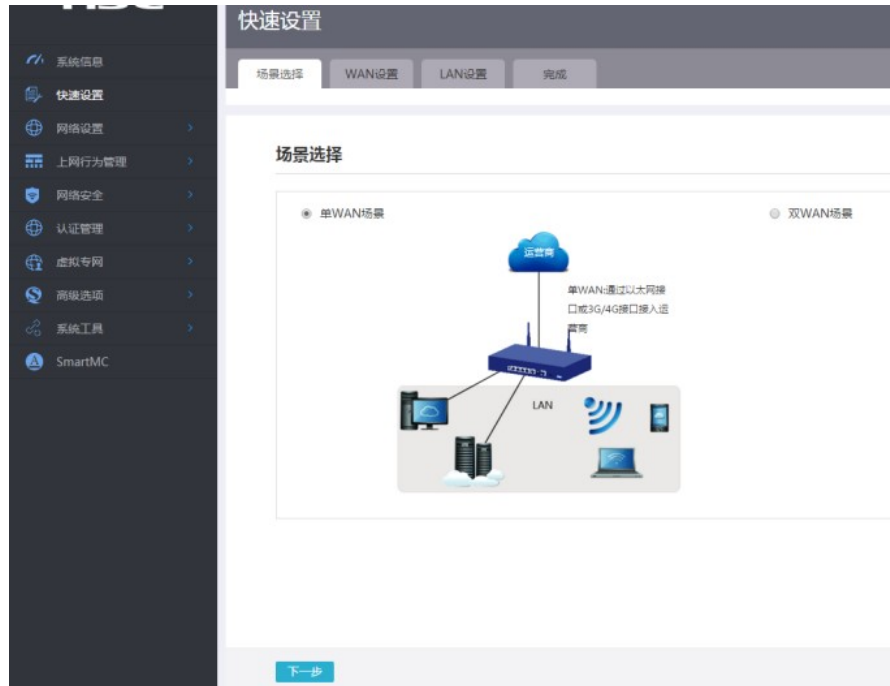 快速设置
系统信息
快速设置
网络设置
上网行为管理
网络安全
认证管理
虚拟专网
高级选项
系统工具
SmartMC
场景选择
WAN设置
LAN设置
完成
场景选择
单WAN场景
双WAN场景
运营商
单WAN:通过以太网接
口或3G/4G接口接入运
营商
LAN
下一步